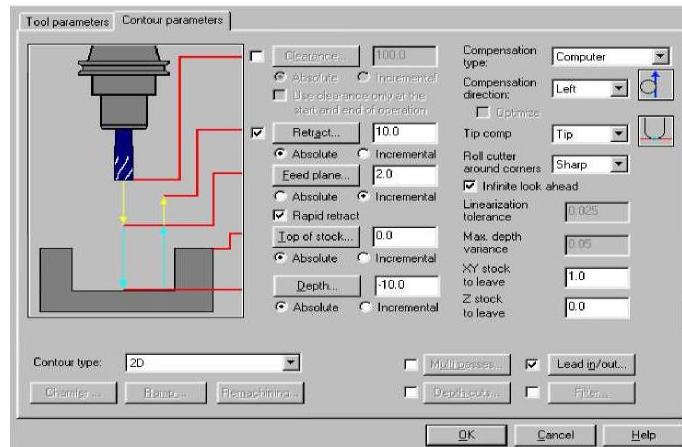 Tool parameters Contour parameters
Clearance... 100.0
Absolute Incremental
Use clearance only at the
start and end of operation
Retract... 10.0
Absolute Incremental
Feed plane... 2.0
Absolute Incremental
Rapid retract
Top of stock... 0.0
Absolute Incremental
Depth... -10.0
Absolute Incremental
Compensation
type: Computer
Compensation
direction: Left
Optimize
Tip comp Tip
Roll cutter
around corners Sharp
Infinite look ahead
Linearization
tolerance 0.025
Max. depth
variance 0.05
XY stock
to leave 1.0
Z stock
to leave 0.0
Contour type: 2D
Multi passes... Lead in/out...
Chamfer... Ramp... Remachining... Depth cuts... Filter...
OK Cancel Help